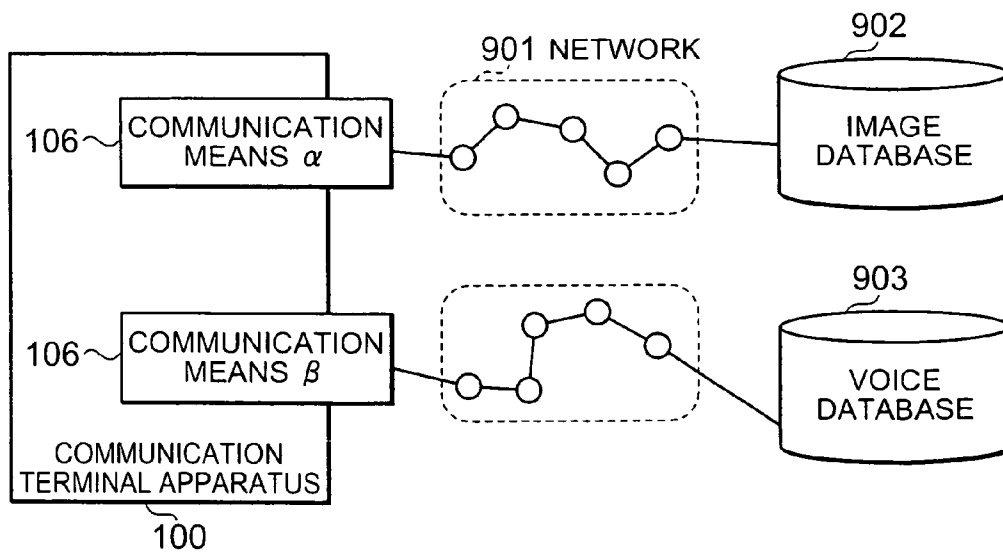 901 NETWORK
902
106
COMMUNICATION
MEANS α
IMAGE
DATABASE
903
106
COMMUNICATION
MEANS β
VOICE
DATABASE
COMMUNICATION
TERMINAL APPARATUS
100